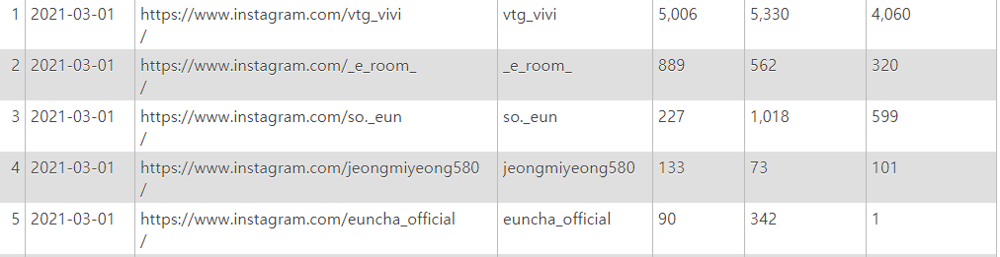 1 2021-03-01 https://www.instagram.com/vtg_vivi vtg_vivi 5,006 5,330 4,060
/
2 2021-03-01 https://www.instagram.com/_e_room_ _e_room_ 889 562 320
/
3 2021-03-01 https://www.instagram.com/so._eun so._eun 227 1,018 599
/
4 2021-03-01 https://www.instagram.com/jeongmiyeong580 jeongmiyeong580 133 73 101
/
5 2021-03-01 https://www.instagram.com/euncha_official euncha_official 90 342 1
/